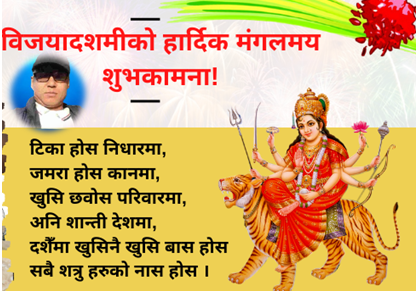 विजयादशमीको हार्दिक मंगलमय
शुभकामना!
टिका होस निधारमा,
जमरा होस कानमा,
खुसि छवोस परिवारमा,
अनि शान्ती देशमा,
दशैँमा खुसिनै खुसि बास होस
सबै शत्रु हरुको नास होस ।